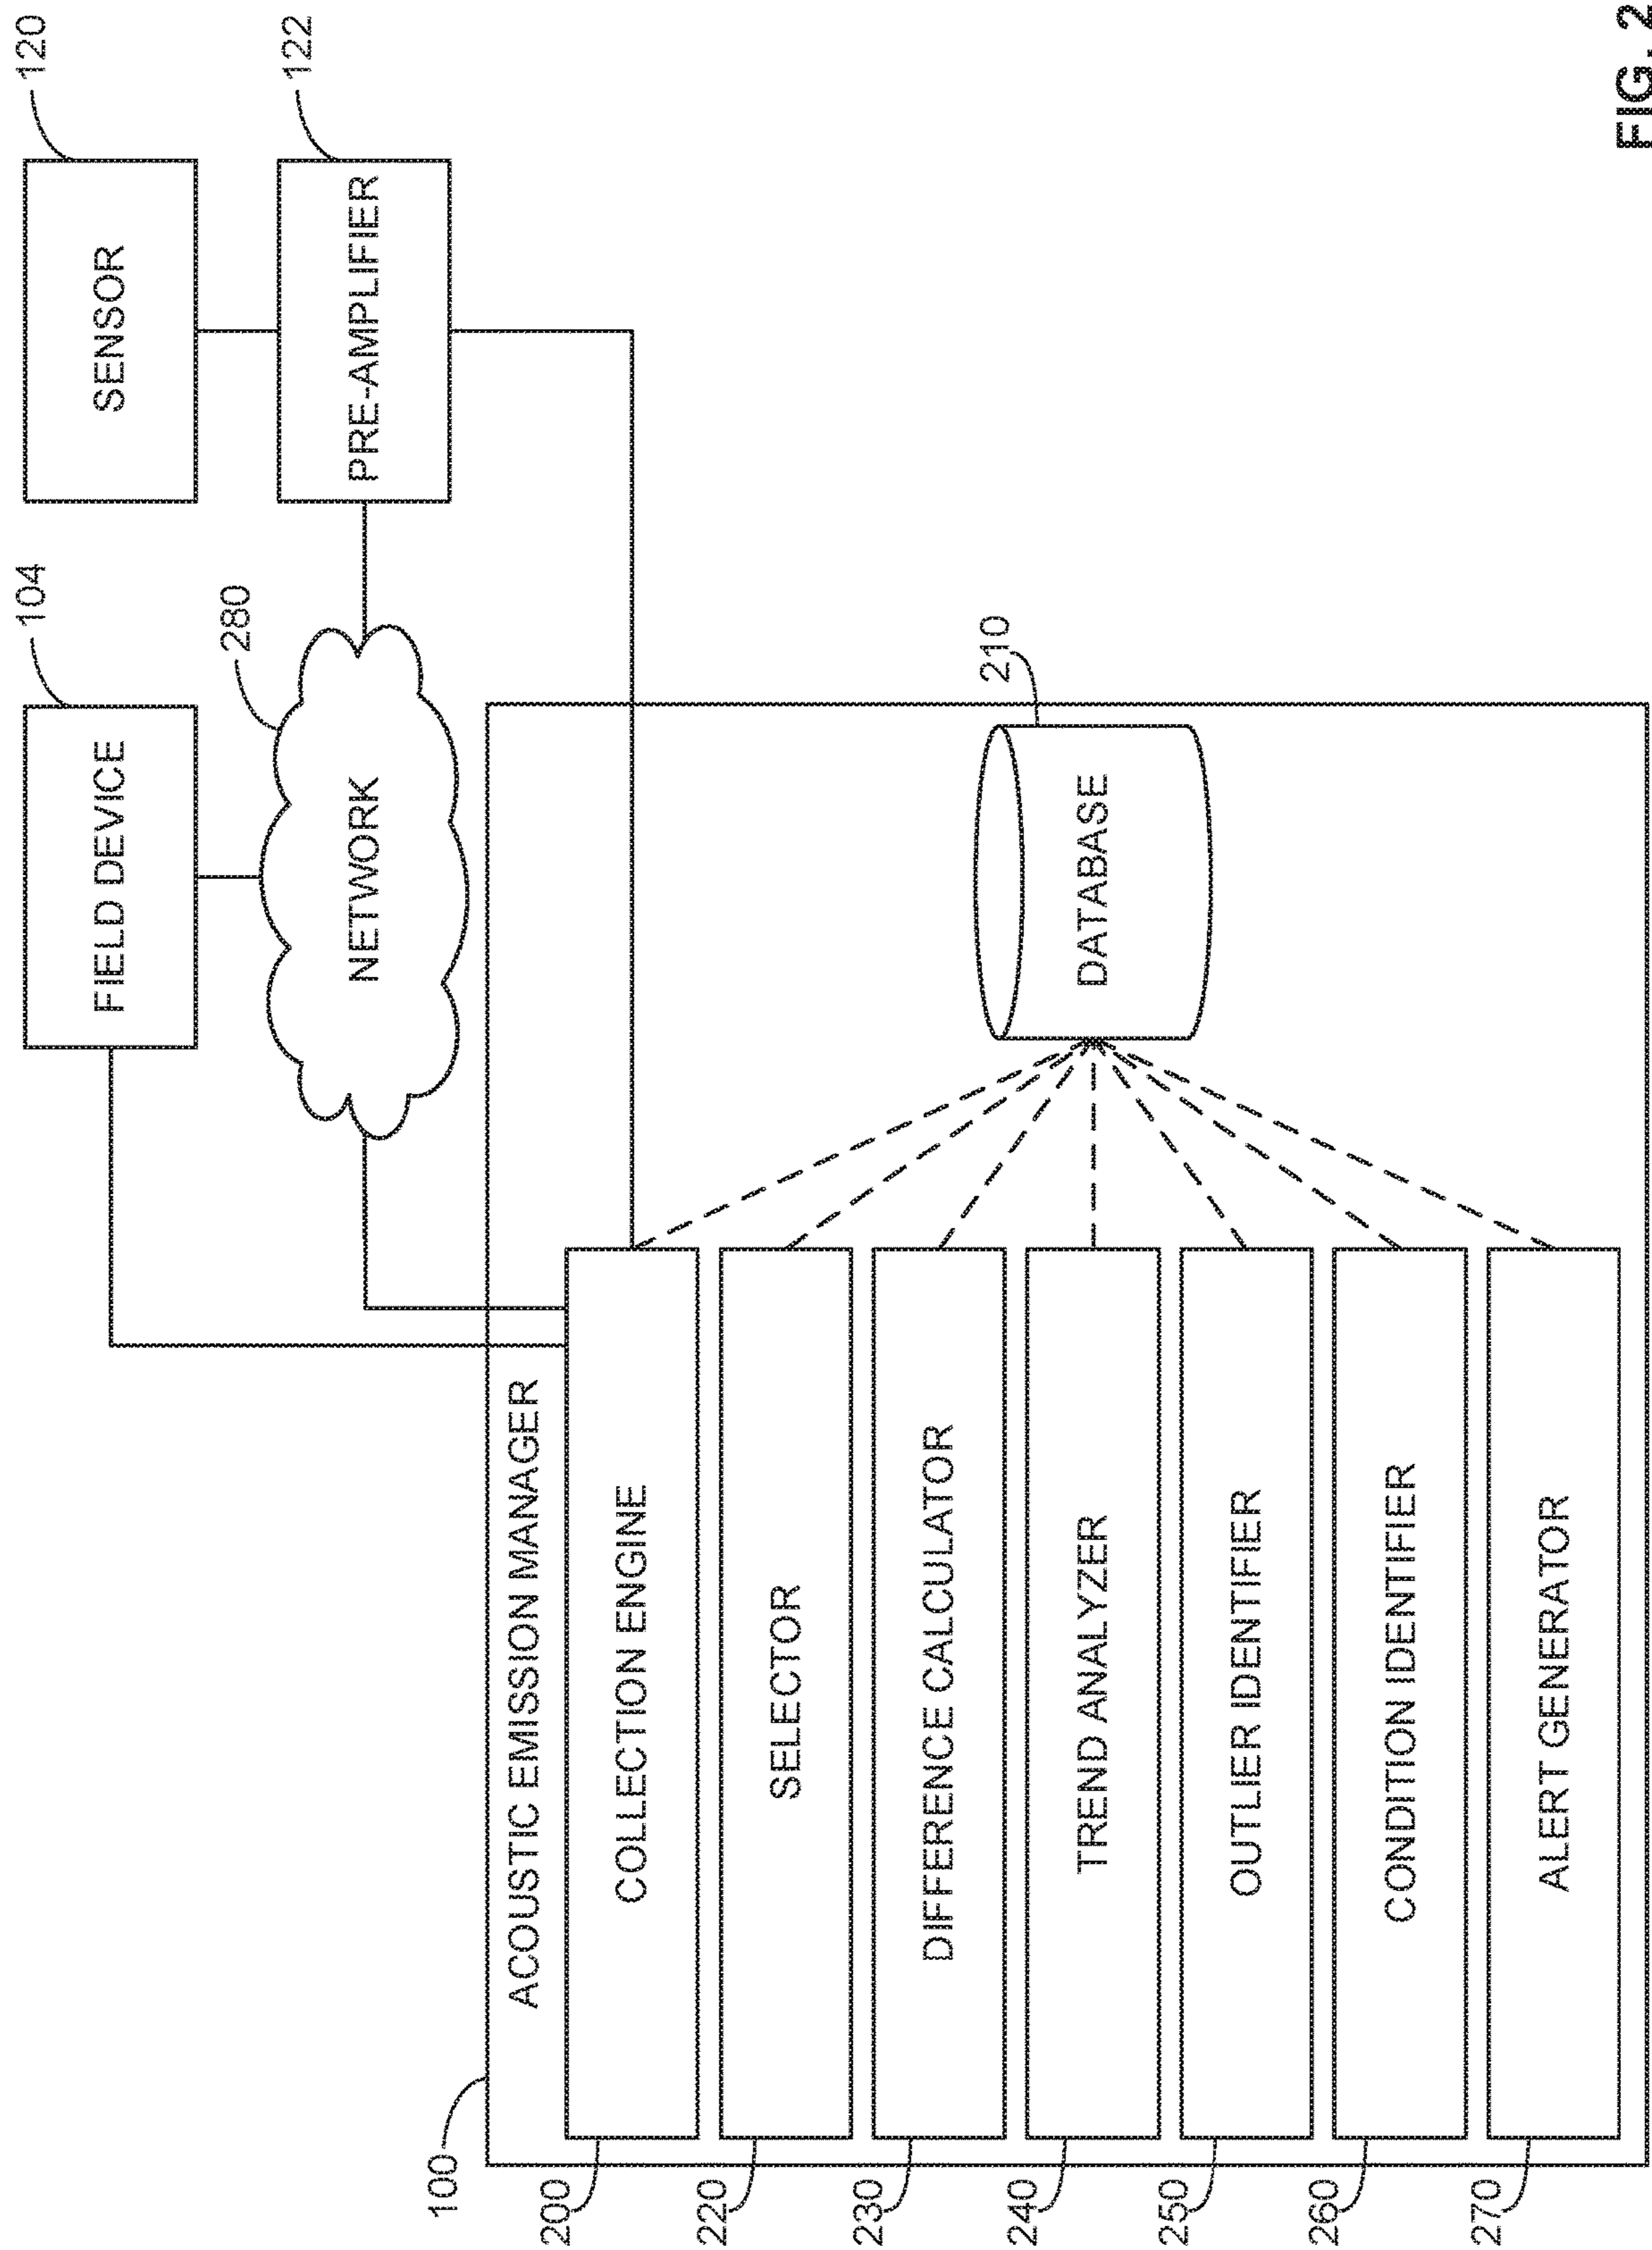 104
120
FIELD DEVICE
SENSOR
280
122
NETWORK
PRE-AMPLIFIER
100
ACOUSTIC EMISSION MANAGER
200
COLLECTION ENGINE
220
SELECTOR
230
DIFFERENCE CALCULATOR
210
240
TREND ANALYZER
DATABASE
250
OUTLIER IDENTIFIER
260
CONDITION IDENTIFIER
270
ALERT GENERATOR
FIG. 2